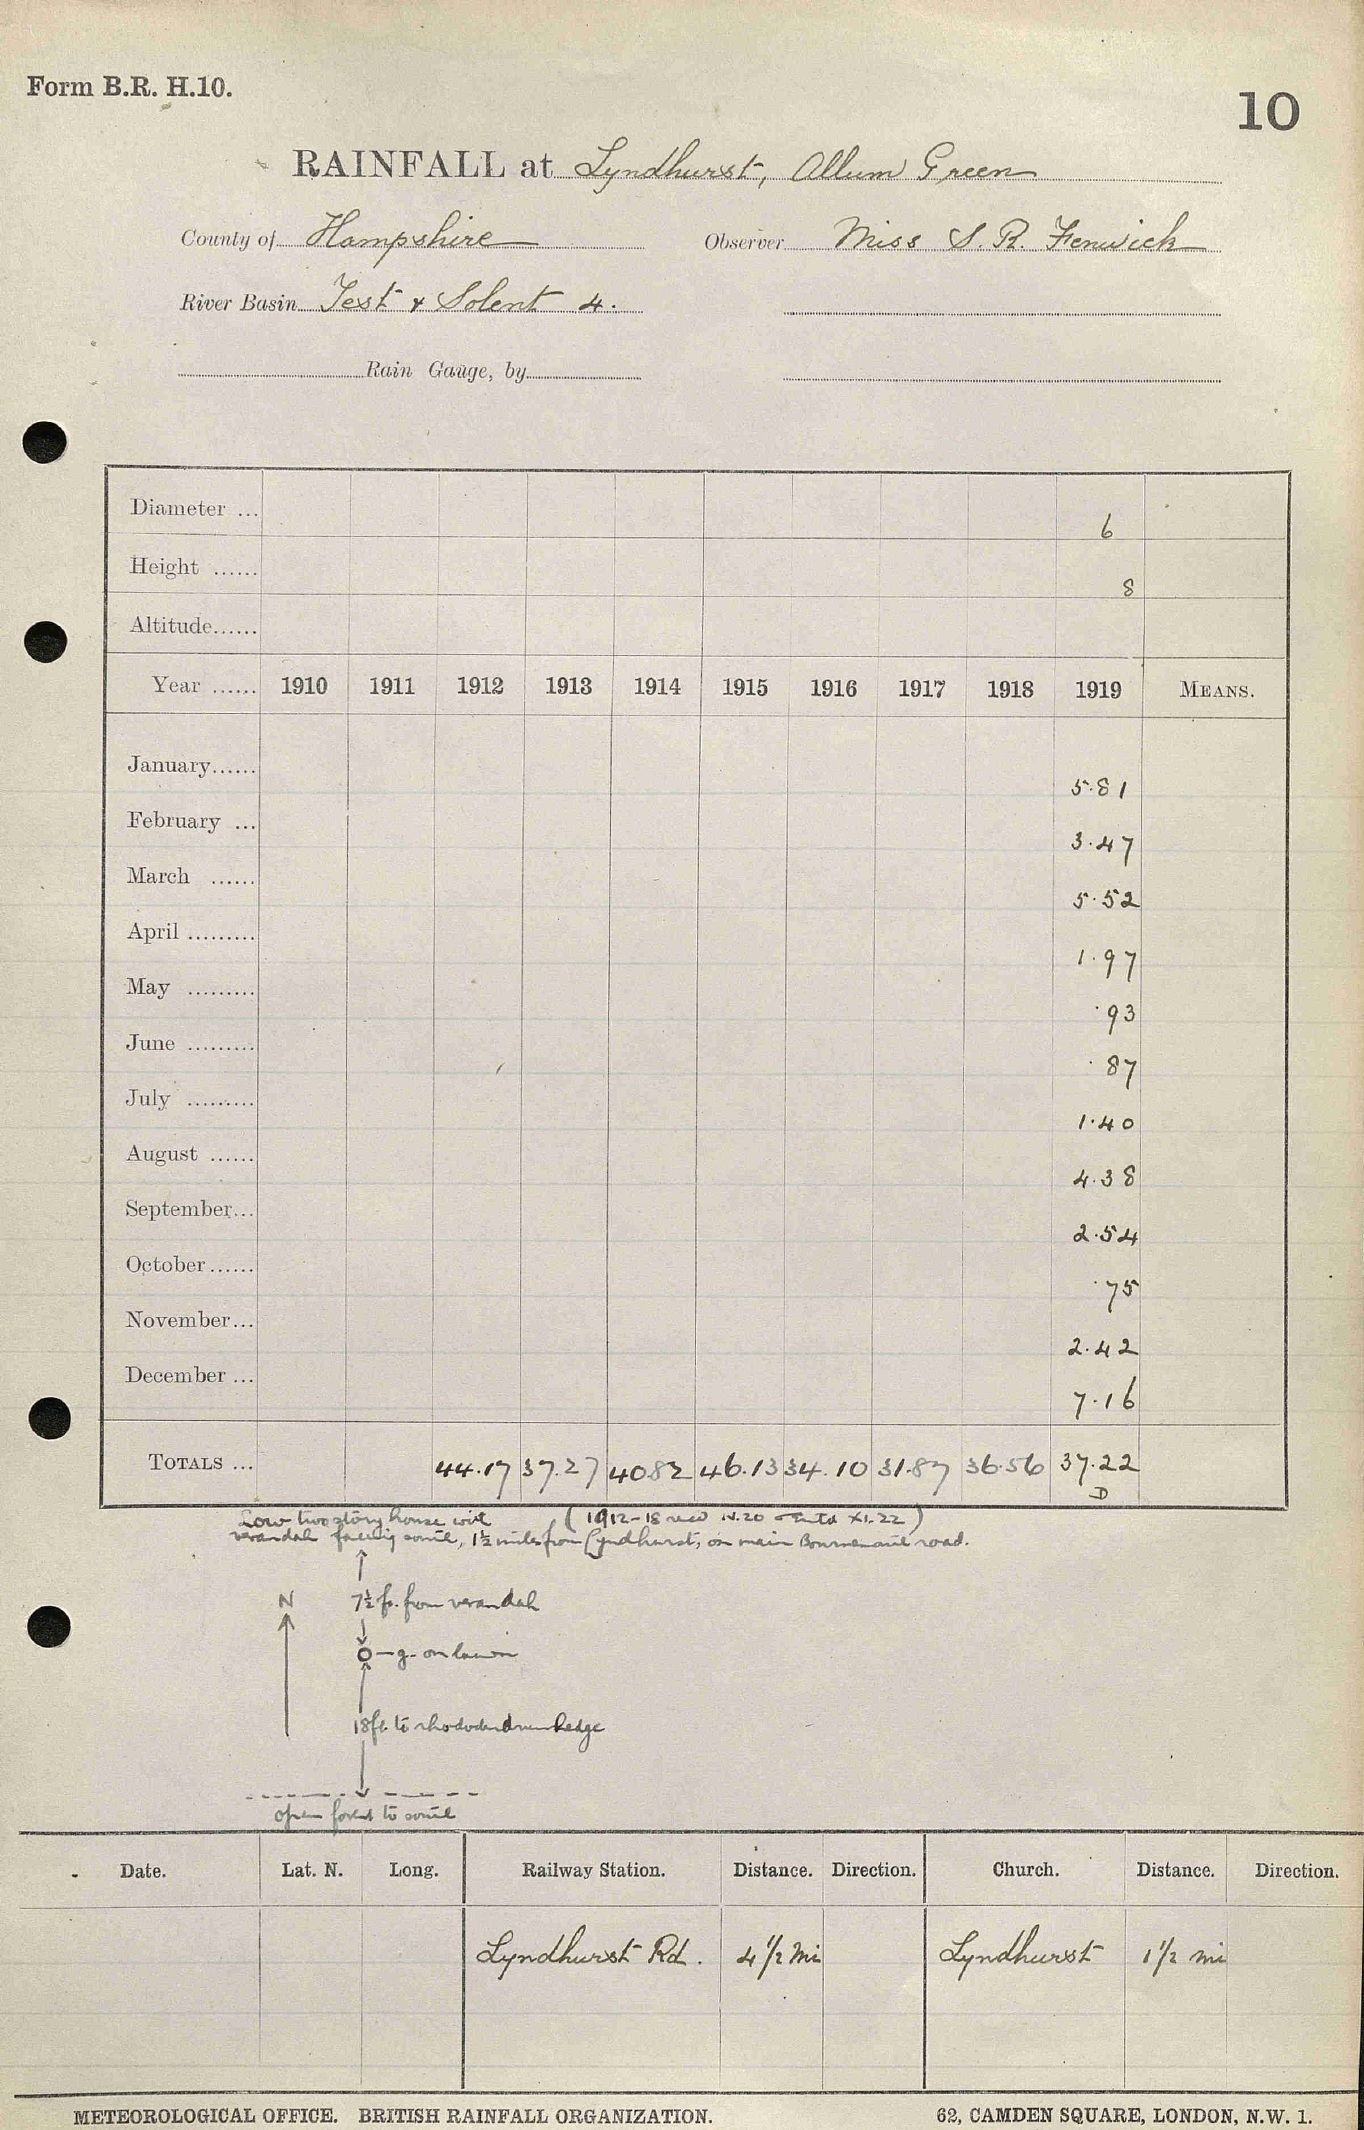 Form B.R. H.10.
10
RAINFALL at Lyndhurst, Allum Green
County of Hampshire Observer Miss S. R. Fenwick
River Basin Test & Solent 4.
Rain Gauge, by
Diameter ... 6
Height ...... 8
Altitude......
Year ...... 1910 1911 1912 1913 1914 1915 1916 1917 1918 1919 MEANS.
January...... 5.81
February ... 3.47
March ...... 5.52
April ......... 1.97
May ......... .93
June ......... .87
July ......... 1.40
August ...... 4.38
September... 2.54
October...... .75
November... 2.42
December ... 7.16
TOTALS ... 44.17 37.27 40.82 46.13 34.10 31.87 36.56 37.22
D
Low two story house with (1912-18 recd IV.20 XI.22)
verandah facing south, 1½ miles from Lyndhurst, on main Bournemouth road.
N 7½ ft. from verandah
O - g. on lawn
18ft. to rhododendron hedge
open forest to south
Date. Lat. N. Long. Railway Station. Distance. Direction. Church. Distance. Direction.
Lyndhurst Rd. 4 1/2 mi Lyndhurst 1 1/2 mi
METEOROLOGICAL OFFICE. BRITISH RAINFALL ORGANIZATION. 62, CAMDEN SQUARE, LONDON, N.W. 1.